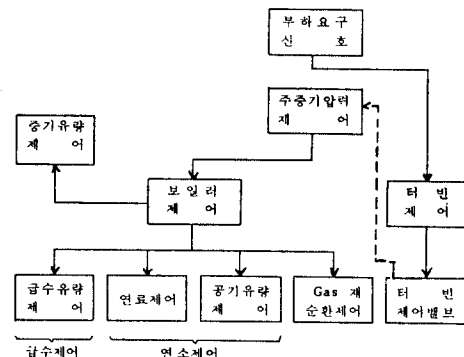 부하요구
신 호
주증기압력
제 어
증기유량
제 어
보일러
제 어
터 빈
제 어
급수유량
제 어
연료제어
공기유량
제 어
Gas 재
순환제어
터 빈
제어밸브
급수제어
연소제어